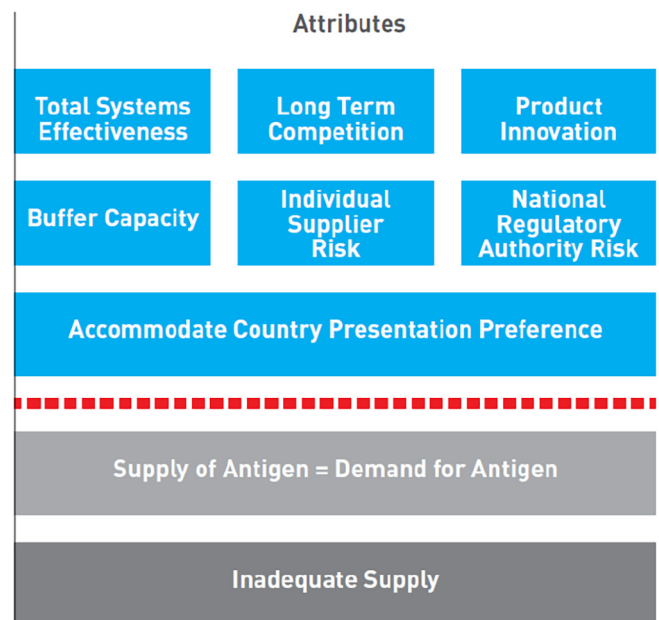 Attributes
Total Systems
Effectiveness
Long Term
Competition
Product
Innovation
Buffer Capacity
Individual
Supplier
Risk
National
Regulatory
Authority Risk
Accommodate Country Presentation Preference
Supply of Antigen = Demand for Antigen
Inadequate Supply